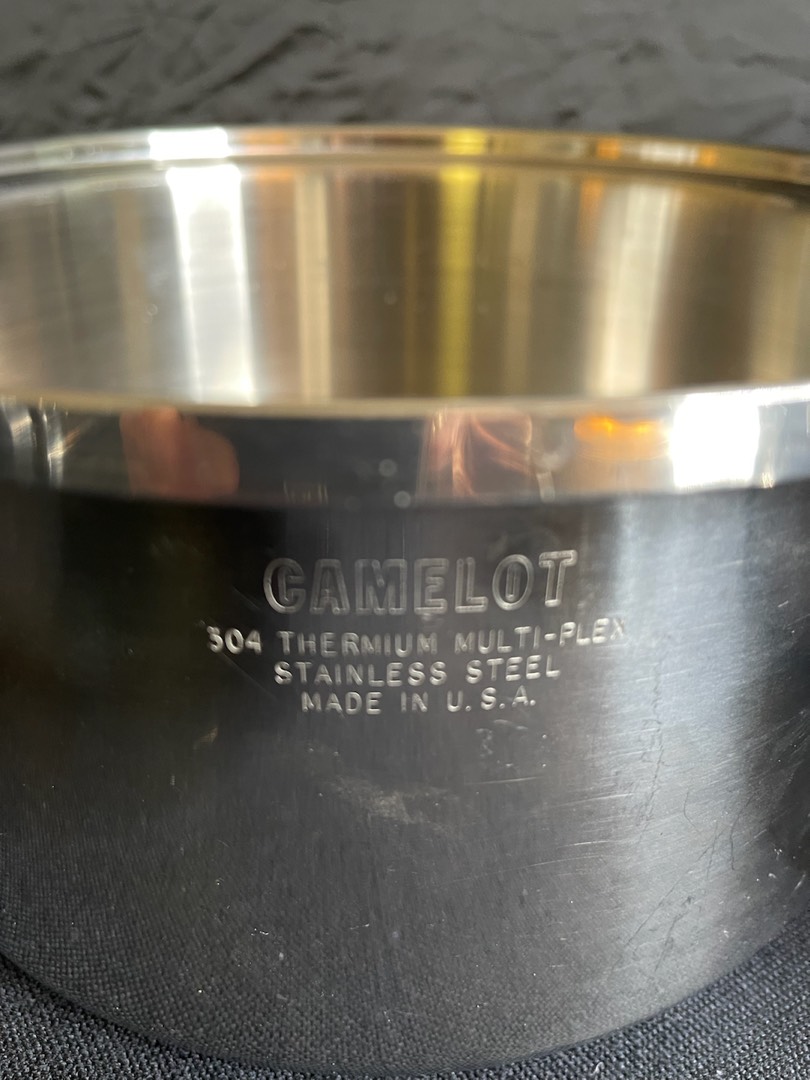 CAMELOT
304 THERMIUM MULTI-PLEX
STAINLESS STEEL
MADE IN U.S.A.